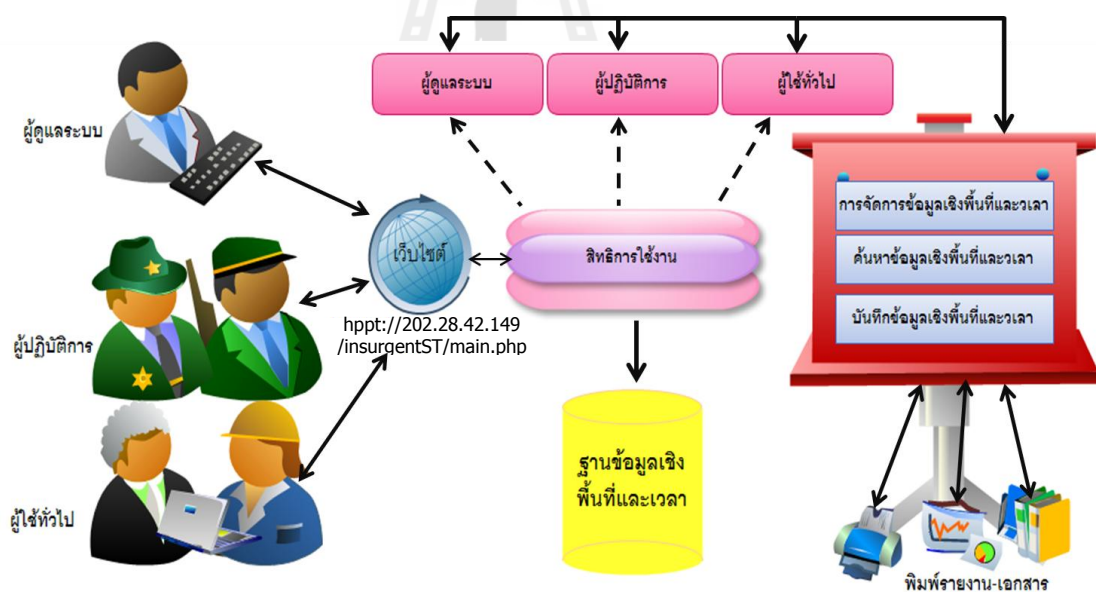 ผู้ดูแลระบบ
ผู้ปฏิบัติการ
ผู้ใช้ทั่วไป
ผู้ดูแลระบบ
ผู้ปฏิบัติการ
ผู้ใช้ทั่วไป
เว็บไซต์
hppt://202.28.42.149
/insurgentST/main.php
สิทธิการใช้งาน
ฐานข้อมูลเชิง
พื้นที่และเวลา
การจัดการข้อมูลเชิงพื้นที่และเวลา
ค้นหาข้อมูลเชิงพื้นที่และเวลา
บันทึกข้อมูลเชิงพื้นที่และเวลา
พิมพ์รายงาน-เอกสาร